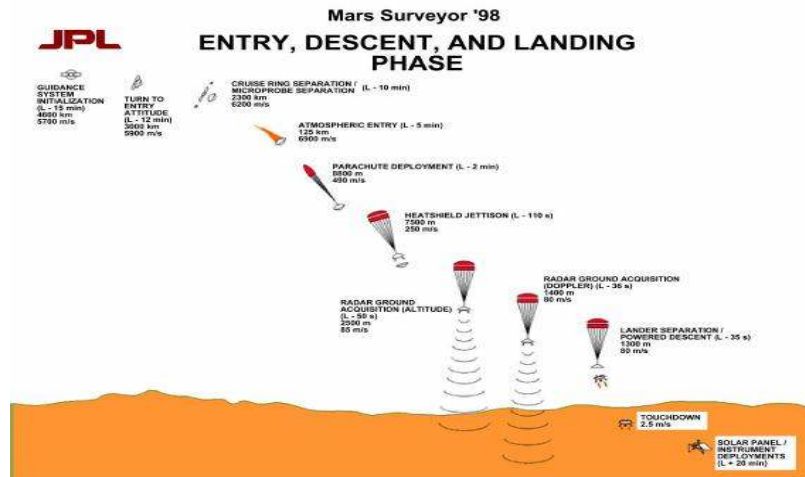 Mars Surveyor '98
JPL
ENTRY, DESCENT, AND LANDING
PHASE
GUIDANCE
SYSTEM
INITIALIZATION
(L - 15 min)
4600 km
5700 m/s
TURN TO
ENTRY
ATTITUDE
(L - 12 min)
3000 km
5900 m/s
CRUISE RING SEPARATION /
MICROPROBE SEPARATION (L - 10 min)
2300 km
6200 m/s
ATMOSPHERIC ENTRY (L - 5 min)
125 km
6900 m/s
PARACHUTE DEPLOYMENT (L - 2 min)
8800 m
490 m/s
HEATSHIELD JETTISON (L - 110 s)
7500 m
250 m/s
RADAR GROUND
ACQUISITION (ALTITUDE)
(L - 50 s)
2500 m
85 m/s
RADAR GROUND ACQUISITION
(DOPPLER) (L - 36 s)
1400 m
80 m/s
LANDER SEPARATION /
POWERED DESCENT (L - 35 s)
1300 m
80 m/s
TOUCHDOWN
2.5 m/s
SOLAR PANEL /
INSTRUMENT
DEPLOYMENTS
(L + 20 min)